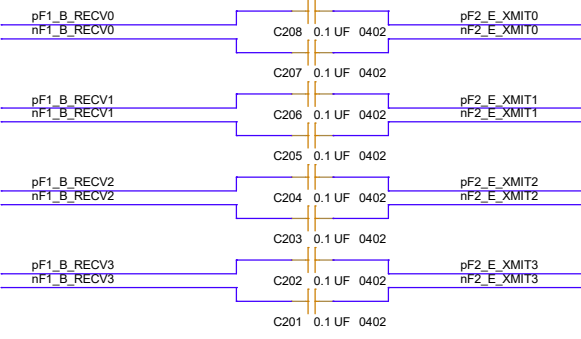 pF1_B_RECV0 pF2_E_XMIT0
nF1_B_RECV0 nF2_E_XMIT0
C208 0.1 UF 0402
C207 0.1 UF 0402
pF1_B_RECV1 pF2_E_XMIT1
nF1_B_RECV1 nF2_E_XMIT1
C206 0.1 UF 0402
C205 0.1 UF 0402
pF1_B_RECV2 pF2_E_XMIT2
nF1_B_RECV2 nF2_E_XMIT2
C204 0.1 UF 0402
C203 0.1 UF 0402
pF1_B_RECV3 pF2_E_XMIT3
nF1_B_RECV3 nF2_E_XMIT3
C202 0.1 UF 0402
C201 0.1 UF 0402